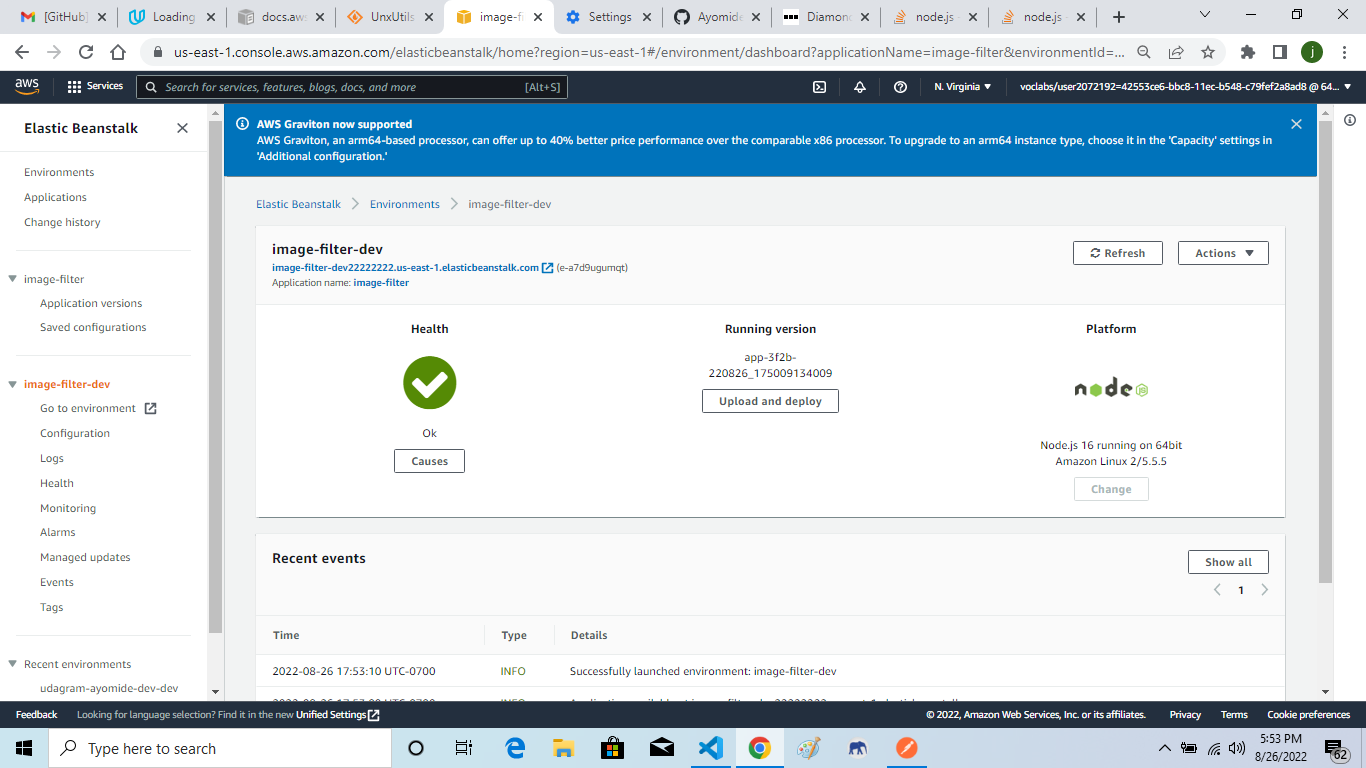 [GitHub]
Loading
docs.aws
UnxUtils
image-fi
Settings
Ayomide
Diamon
node.js -
node.js -
us-east-1.console.aws.amazon.com/elasticbeanstalk/home?region=us-east-1#/environment/dashboard?applicationName=image-filter&environmentId=...
j
aws
Services
Search for services, features, blogs, docs, and more
[Alt+S]
N. Virginia
voclabs/user2072192=42553ce6-bbc8-11ec-b548-c79fef2a8ad8 @ 64...
Elastic Beanstalk
Environments
Applications
Change history
image-filter
Application versions
Saved configurations
image-filter-dev
Go to environment
Configuration
Logs
Health
Monitoring
Alarms
Managed updates
Events
Tags
Recent environments
udagram-ayomide-dev-dev
AWS Graviton now supported
AWS Graviton, an arm64-based processor, can offer up to 40% better price performance over the comparable x86 processor. To upgrade to an arm64 instance type, choose it in the 'Capacity' settings in
'Additional configuration.'
Elastic Beanstalk
Environments
image-filter-dev
image-filter-dev
image-filter-dev22222222.us-east-1.elasticbeanstalk.com (e-a7d9ugumqt)
Application name: image-filter
Refresh
Actions
Health
Ok
Causes
Running version
app-3f2b-
220826_175009134009
Upload and deploy
Platform
node JS
Node.js 16 running on 64bit
Amazon Linux 2/5.5.5
Change
Recent events
Show all
1
Time
Type
Details
2022-08-26 17:53:10 UTC-0700
INFO
Successfully launched environment: image-filter-dev
Feedback
Looking for language selection? Find it in the new Unified Settings
© 2022, Amazon Web Services, Inc. or its affiliates.
Privacy
Terms
Cookie preferences
Type here to search
5:53 PM
8/26/2022
62